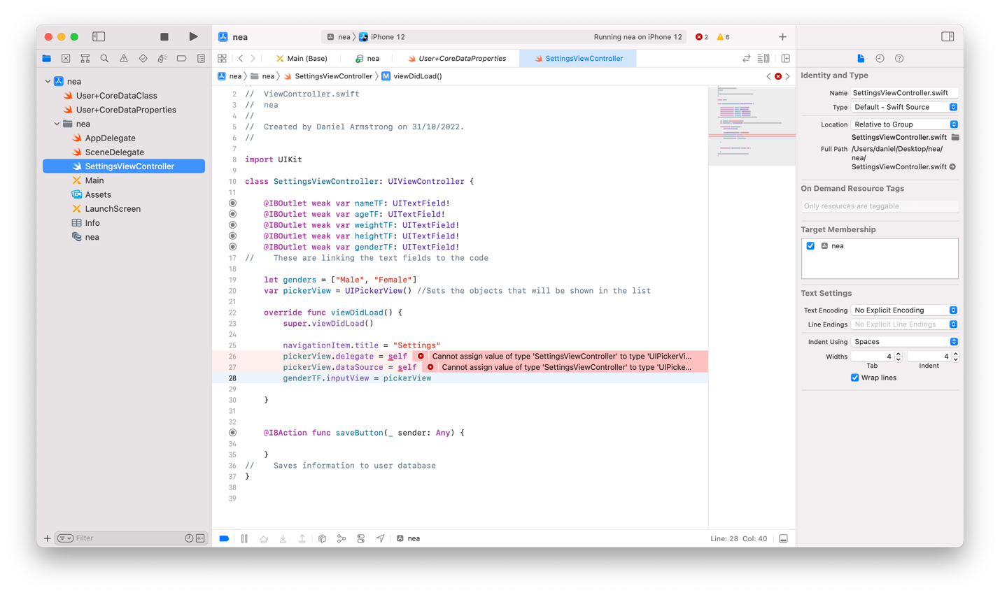 nea
nea
iPhone 12
Running nea on iPhone 12
2
6
Main (Base)
nea
User+CoreDataProperties
SettingsViewController
nea
nea
SettingsViewController
M
viewDidLoad()
nea
User+CoreDataClass
User+CoreDataProperties
nea
AppDelegate
SceneDelegate
SettingsViewController
Main
Assets
LaunchScreen
Info
nea
Filter
2 //  ViewController.swift
3 //  nea
4 //
5 //  Created by Daniel Armstrong on 31/10/2022.
6 //
7
8 import UIKit
9
10 class SettingsViewController: UIViewController {
11
@IBOutlet weak var nameTF: UITextField!
@IBOutlet weak var ageTF: UITextField!
@IBOutlet weak var weightTF: UITextField!
@IBOutlet weak var heightTF: UITextField!
@IBOutlet weak var genderTF: UITextField!
17 //    These are linking the text fields to the code
18
19 let genders = ["Male", "Female"]
20 var pickerView = UIPickerView() //Sets the objects that will be shown in the list
21
22 override func viewDidLoad() {
23 super.viewDidLoad()
24
25 navigationItem.title = "Settings"
26 pickerView.delegate = self Cannot assign value of type 'SettingsViewController' to type 'UIPickerVi...
27 pickerView.dataSource = self Cannot assign value of type 'SettingsViewController' to type 'UIPicke...
28 genderTF.inputView = pickerView
29
30 }
31
32
@IBAction func saveButton(_ sender: Any) {
34
35 }
36 //    Saves information to user database
37 }
38
39
nea
Line: 28 Col: 40
Identity and Type
Name SettingsViewController.swift
Type Default - Swift Source
Location Relative to Group
SettingsViewController.swift
Full Path /Users/daniel/Desktop/nea/
nea/
SettingsViewController.swift
On Demand Resource Tags
Only resources are taggable
Target Membership
nea
Text Settings
Text Encoding No Explicit Encoding
Line Endings No Explicit Line Endings
Indent Using Spaces
Widths 4 4
Tab Indent
Wrap lines